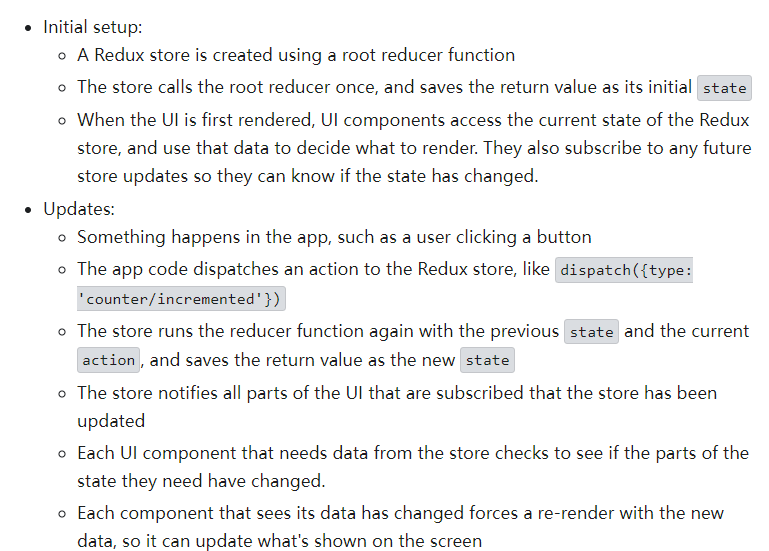 Initial setup:
A Redux store is created using a root reducer function
The store calls the root reducer once, and saves the return value as its initial state
When the UI is first rendered, UI components access the current state of the Redux
store, and use that data to decide what to render. They also subscribe to any future
store updates so they can know if the state has changed.
Updates:
Something happens in the app, such as a user clicking a button
The app code dispatches an action to the Redux store, like dispatch({type:
'counter/incremented'})
The store runs the reducer function again with the previous state and the current
action, and saves the return value as the new state
The store notifies all parts of the UI that are subscribed that the store has been
updated
Each UI component that needs data from the store checks to see if the parts of the
state they need have changed.
Each component that sees its data has changed forces a re-render with the new
data, so it can update what's shown on the screen